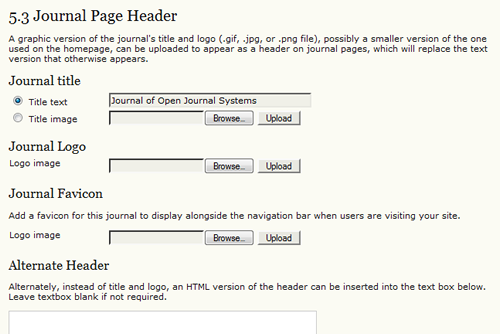 5.3 Journal Page Header
A graphic version of the journal's title and logo (.gif, .jpg, or .png file), possibly a smaller version of the one
used on the homepage, can be uploaded to appear as a header on journal pages, which will replace the text
version that otherwise appears.
Journal title
Title text Journal of Open Journal Systems
Title image Browse... Upload
Journal Logo
Logo image Browse... Upload
Journal Favicon
Add a favicon for this journal to display alongside the navigation bar when users are visiting your site.
Logo image Browse... Upload
Alternate Header
Alternately, instead of title and logo, an HTML version of the header can be inserted into the text box below.
Leave textbox blank if not required.